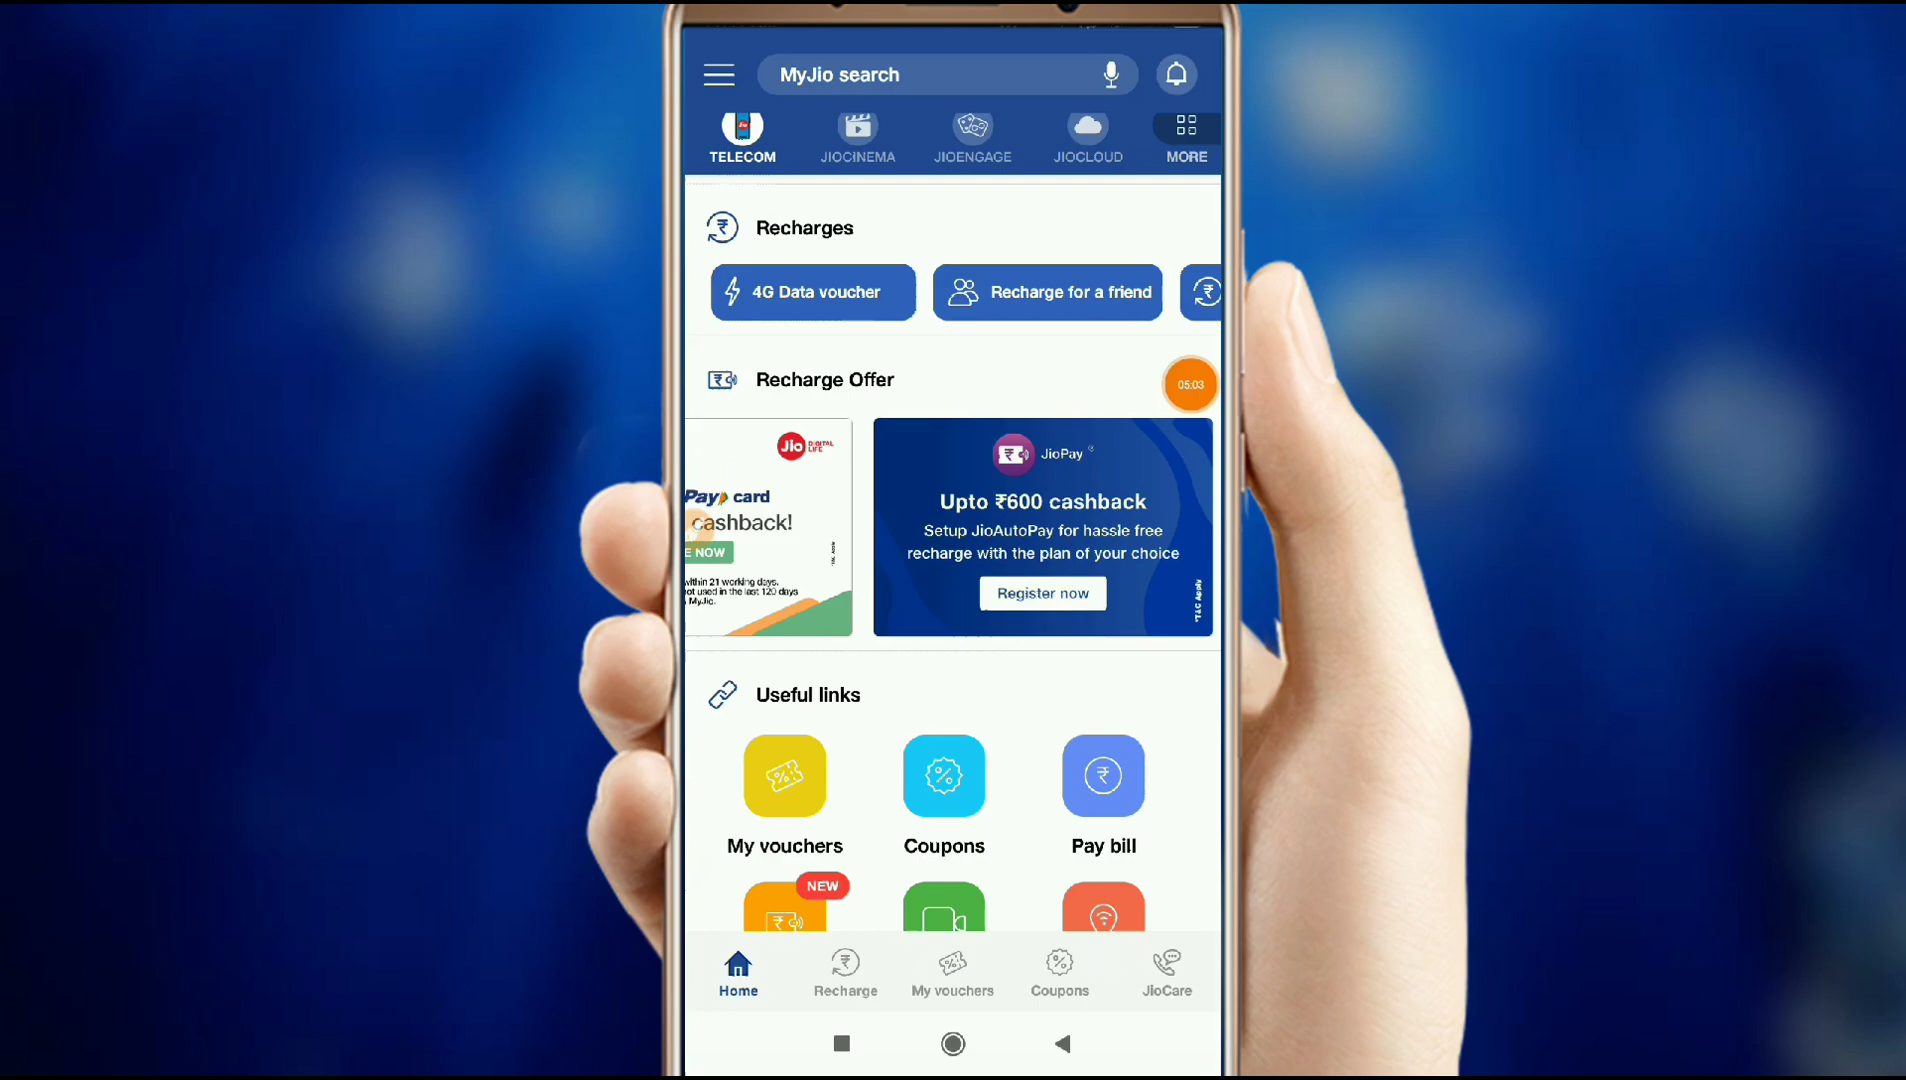 MyJio search
TELECOM
JIOCINEMA
JIOENGAGE
JIOCLOUD
MORE
Recharges
4G Data voucher
Recharge for a friend
Recharge Offer
05:03
Jio DIGITAL
LIFE
Pay card
cashback!
E NOW
within 21 working days.
ot used in the last 120 days
MyJio.
JioPay
Upto ₹600 cashback
Setup JioAutoPay for hassle free
recharge with the plan of your choice
Register now
*T&C Apply
Useful links
My vouchers
Coupons
Pay bill
NEW
Home
Recharge
My vouchers
Coupons
JioCare